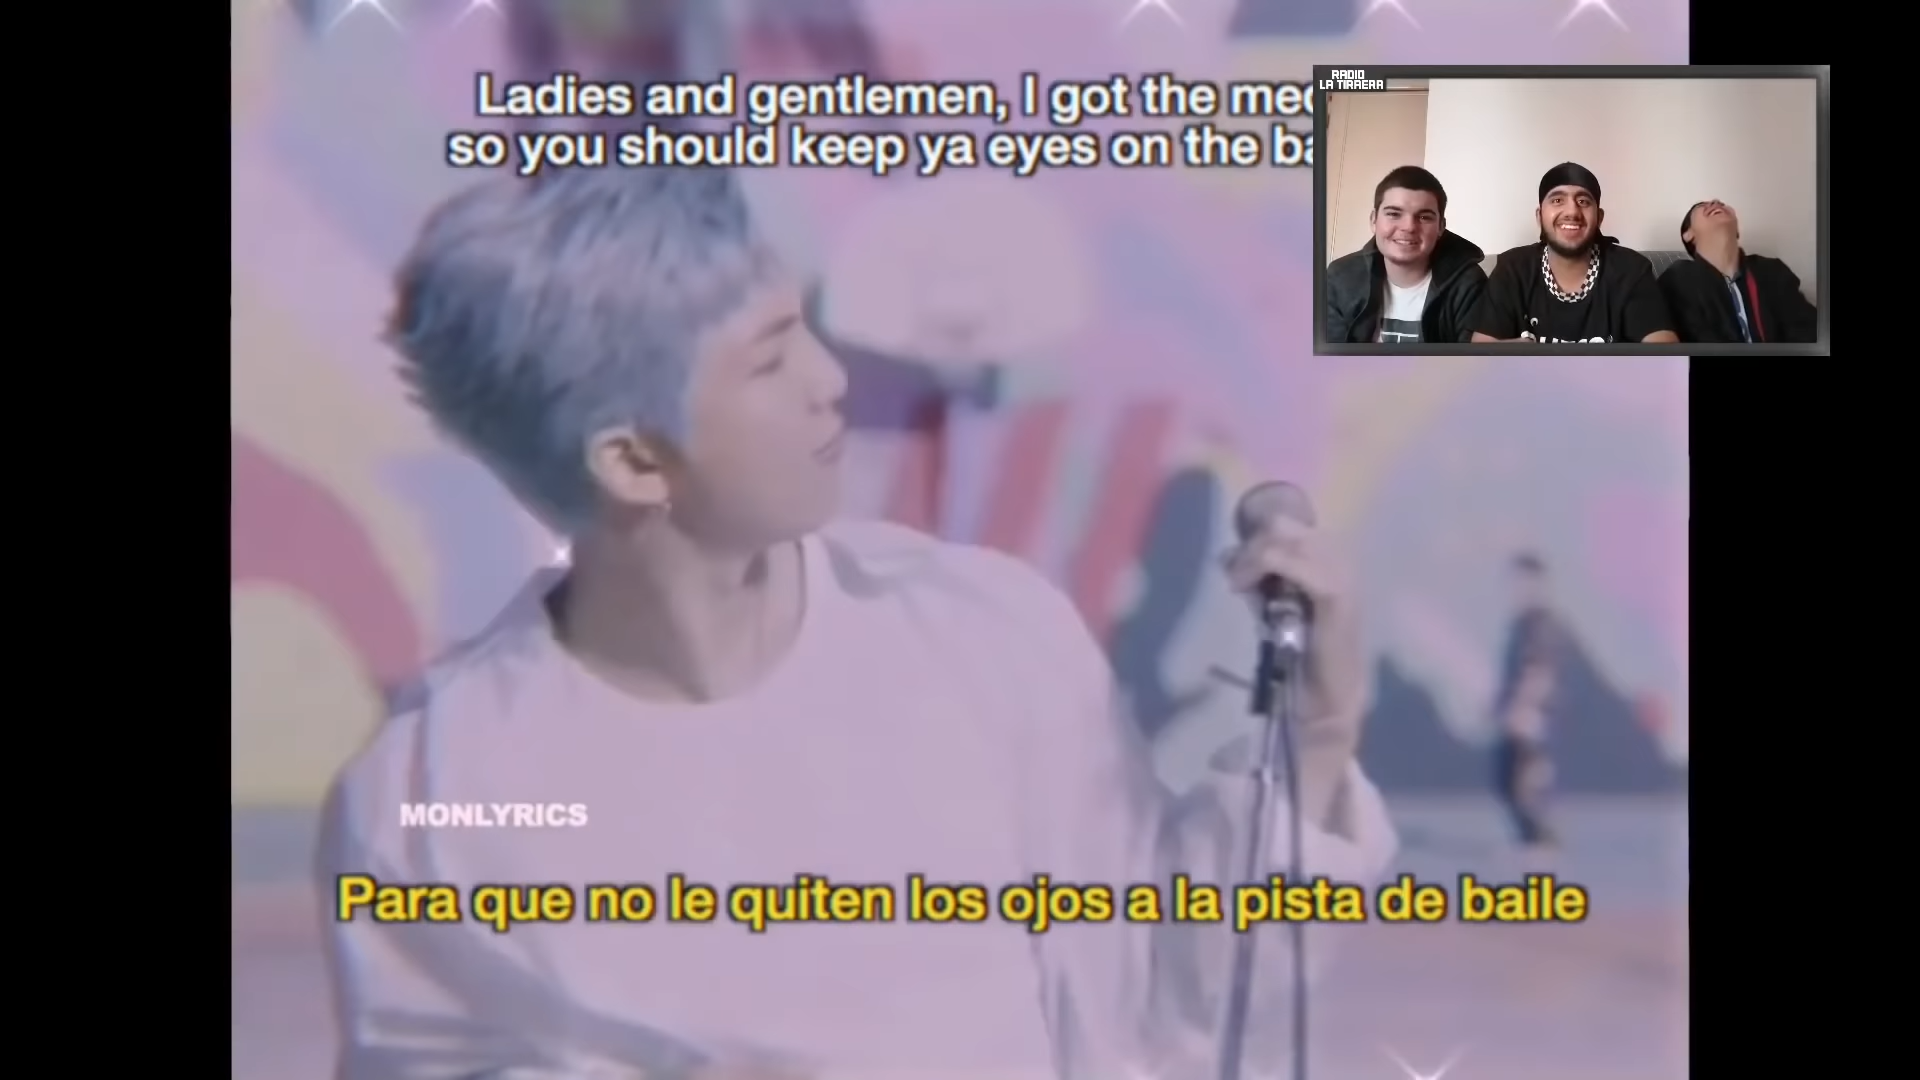 Ladies and gentlemen, I got the
so you should keep ya eyes on the
RADIO
LA TIRAERA
MONLYRICS
Para que no le quiten los ojos a la pista de baile